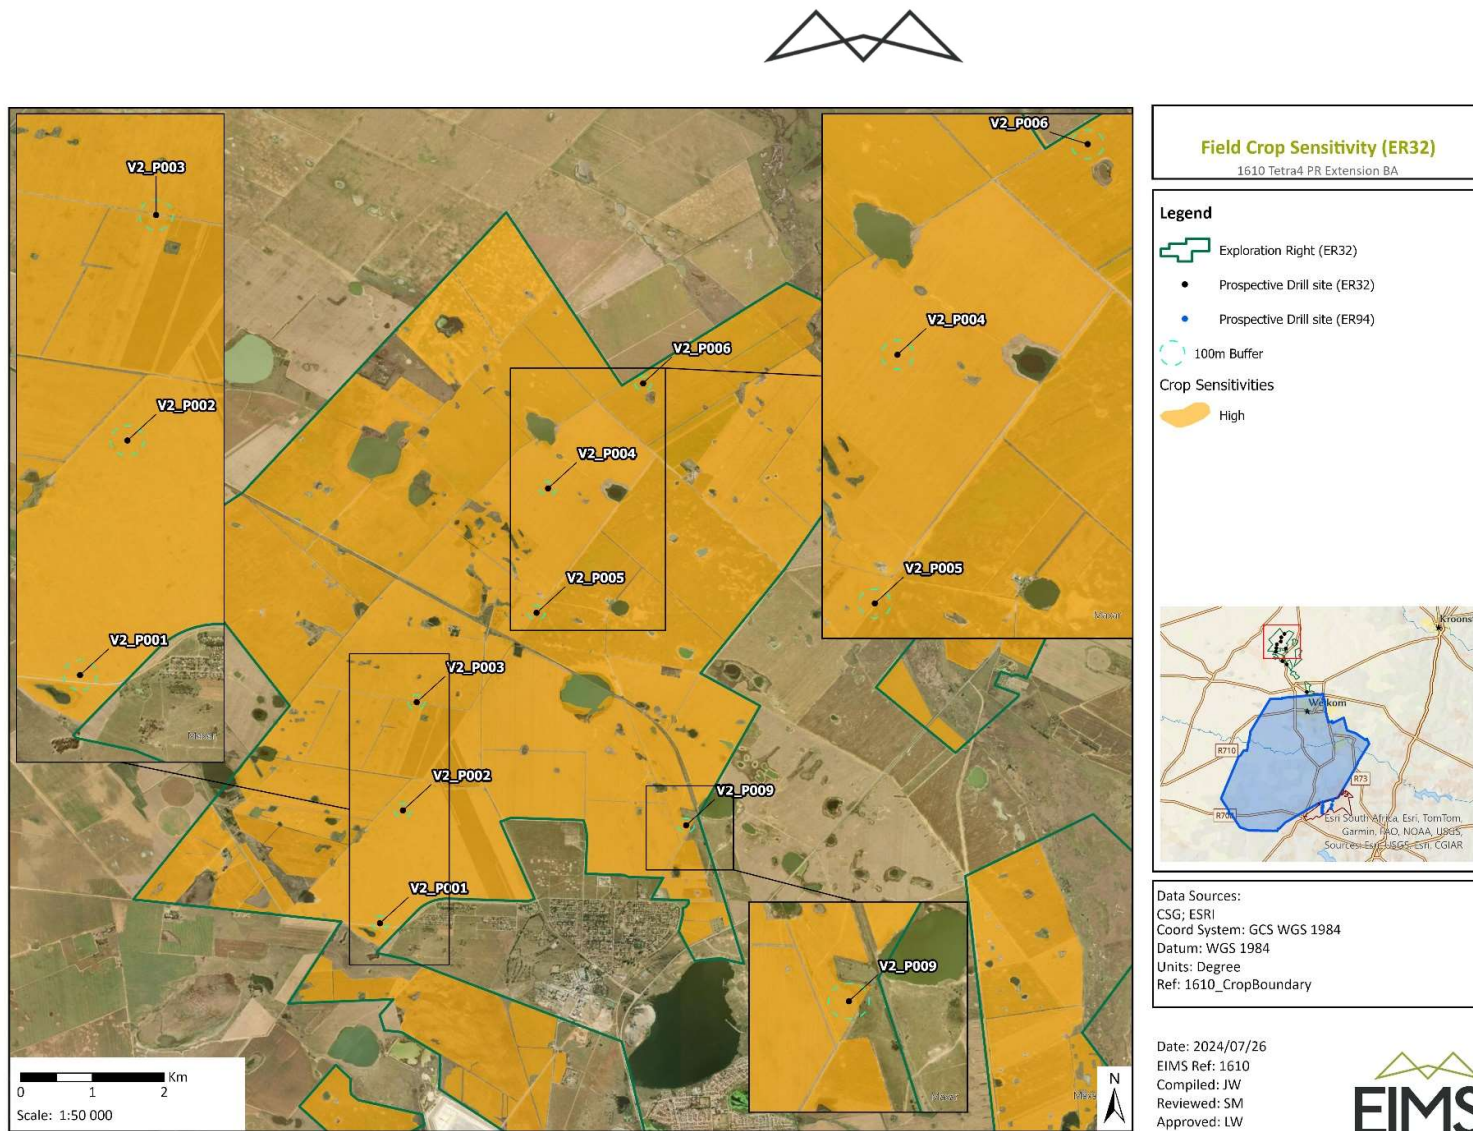 Field Crop Sensitivity (ER32)
1610 Tetra4 PR Extension BA
Legend
Exploration Right (ER32)
Prospective Drill site (ER32)
Prospective Drill site (ER94)
100m Buffer
Crop Sensitivities
High
V2_P003
V2_P002
V2_P001
Maxar
V2_P006
V2_P004
V2_P005
Maxar
V2_P006
V2_P004
V2_P005
V2_P003
V2_P002
V2_P001
V2_P009
V2_P009
Maxar
Km
0 1 2
Scale: 1:50 000
N
Welkom
R710
R73
Esri South Africa, Esri, TomTom,
Garmin, FAO, NOAA, USGS,
Sources: Esri, USGS, Esri, CGIAR
Data Sources:
CSG; ESRI
Coord System: GCS WGS 1984
Datum: WGS 1984
Units: Degree
Ref: 1610_CropBoundary
Date: 2024/07/26
EIMS Ref: 1610
Compiled: JW
Reviewed: SM
Approved: LW
EIMS